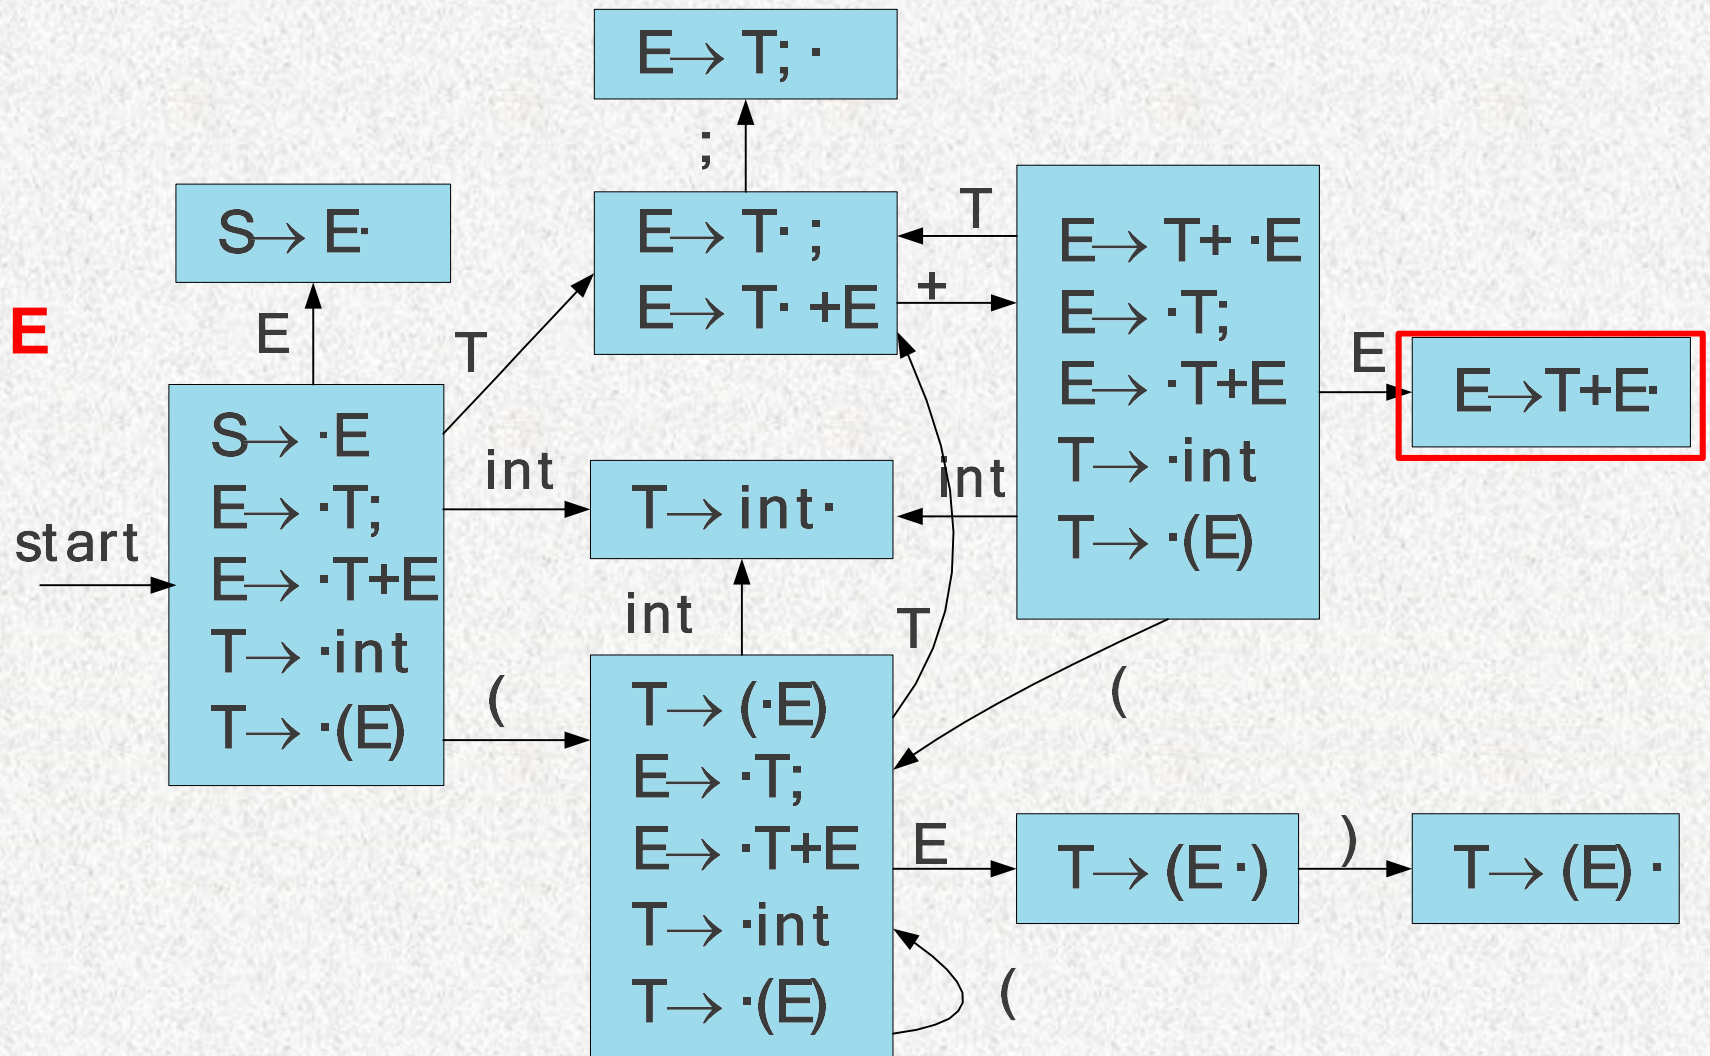 E→ T; ·
;
S→ E·
E→ T· ;
E→ T· +E
T
+
E→ T+ ·E
E→ ·T;
E→ ·T+E
T→ ·int
T→ ·(E)
E
E
T
E
E→T+E·
start
S→ ·E
E→ ·T;
E→ ·T+E
T→ ·int
T→ ·(E)
int
T→ int·
int
int
T
(
(
T→ (·E)
E→ ·T;
E→ ·T+E
T→ ·int
T→ ·(E)
E
T→ (E ·)
)
T→ (E) ·
(